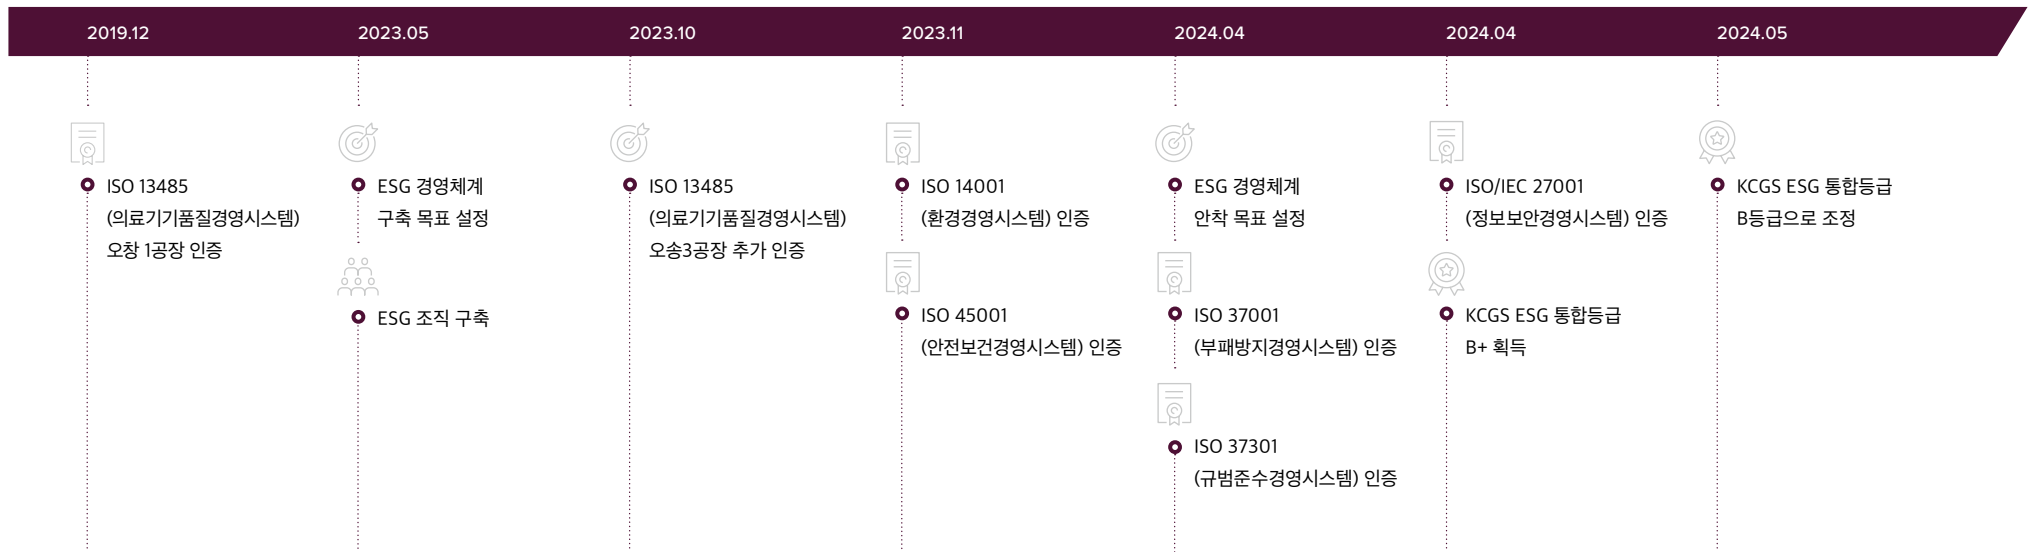 2019.12
2023.05
2023.10
2023.11
2024.04
2024.04
2024.05
ISO 13485
(의료기기품질경영시스템)
오창 1공장 인증
ESG 경영체계
구축 목표 설정
ESG 조직 구축
ISO 13485
(의료기기품질경영시스템)
오송3공장 추가 인증
ISO 14001
(환경경영시스템) 인증
ISO 45001
(안전보건경영시스템) 인증
ESG 경영체계
안착 목표 설정
ISO 37001
(부패방지경영시스템) 인증
ISO 37301
(규범준수경영시스템) 인증
ISO/IEC 27001
(정보보안경영시스템) 인증
KCGS ESG 통합등급
B+ 획득
KCGS ESG 통합등급
B등급으로 조정